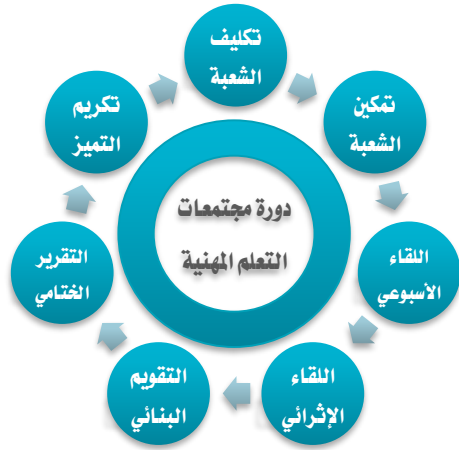 تكليف
الشعبة
تمكين
الشعبة
اللقاء
الأسبوعي
اللقاء
الإثرائي
التقويم
البنائي
التقرير
الختامي
تكريم
التميز
دورة مجتمعات
التعلم المهنية